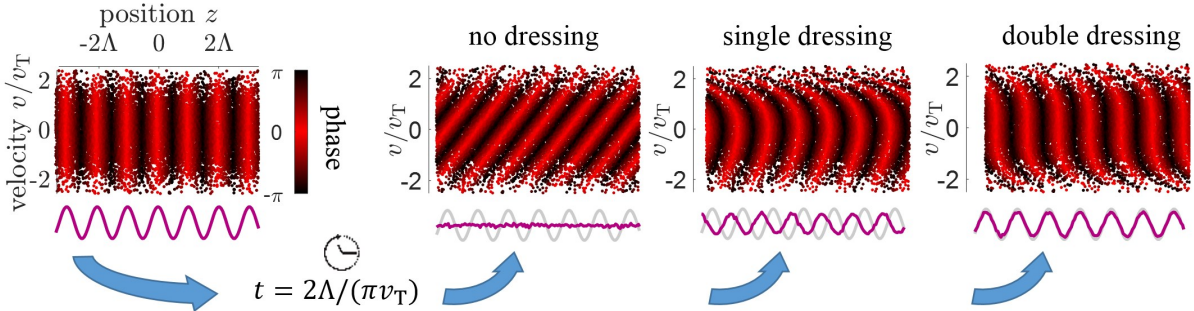 position z
-2Λ 0 2Λ
velocity v/v_T
2
0
-2
π
0
-π
phase
t = 2Λ/(πv_T)
no dressing
v/v_T
2
0
-2
single dressing
v/v_T
2
0
-2
double dressing
v/v_T
2
0
-2